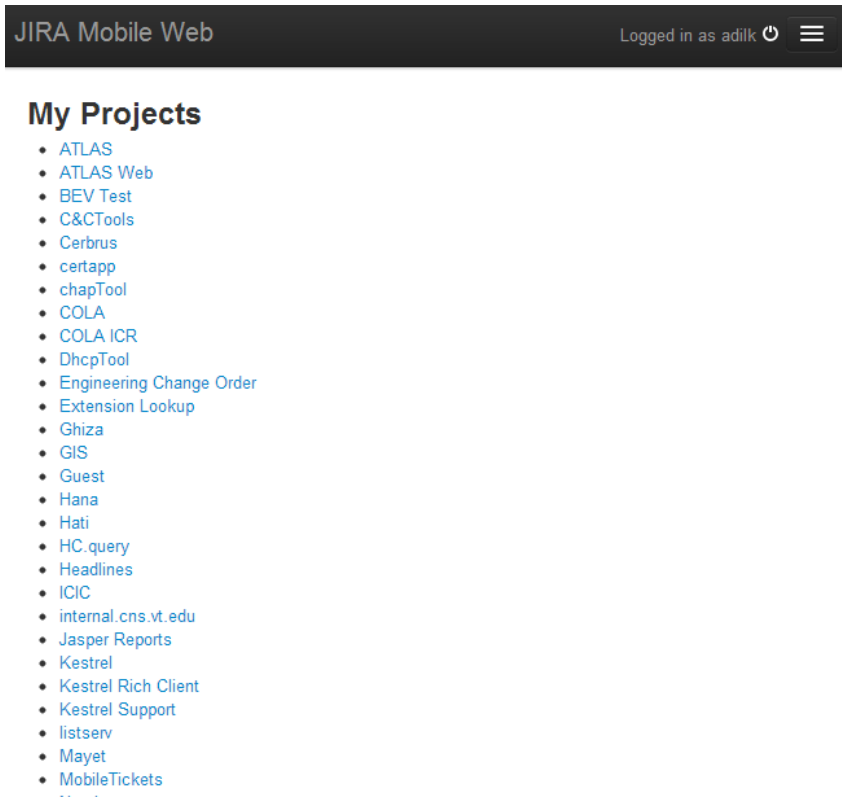 JIRA Mobile Web
Logged in as adilk
My Projects
ATLAS
ATLAS Web
BEV Test
C&CTools
Cerbrus
certapp
chapTool
COLA
COLA ICR
DhcpTool
Engineering Change Order
Extension Lookup
Ghiza
GIS
Guest
Hana
Hati
HC.query
Headlines
ICIC
internal.cns.vt.edu
Jasper Reports
Kestrel
Kestrel Rich Client
Kestrel Support
listserv
Mayet
MobileTickets